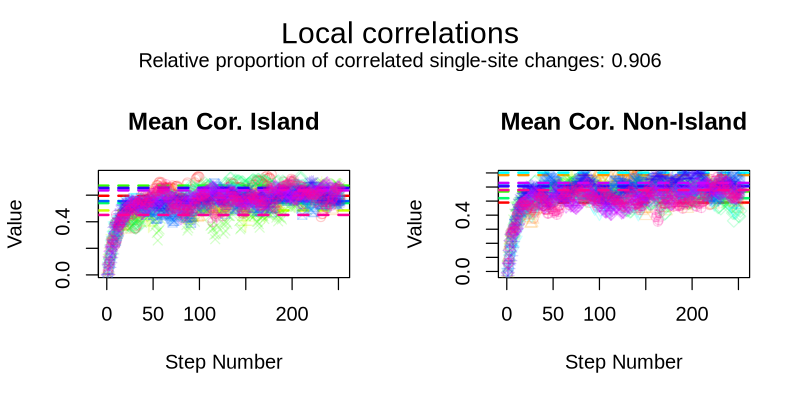 Local correlations
Relative proportion of correlated single-site changes: 0.906
Mean Cor. Island
Value
0.0
0.4
0
50
100
200
Step Number
Mean Cor. Non-Island
Value
0.0
0.4
0
50
100
200
Step Number